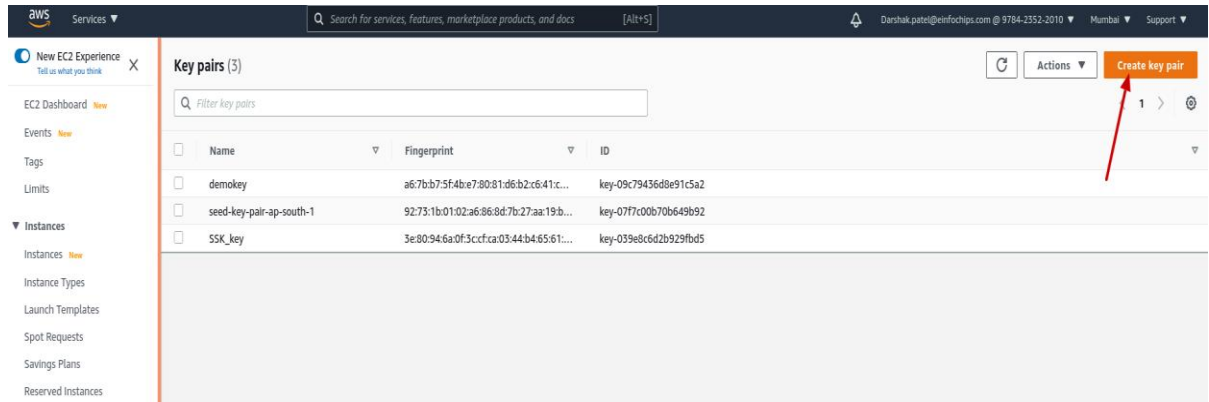 aws Services ▼ Search for services, features, marketplace products, and docs [Alt+S] Darshak.patel@einfochips.com @ 9784-2352-2010 ▼ Mumbai ▼ Support ▼
New EC2 Experience
Tell us what you think
X
EC2 Dashboard New
Events New
Tags
Limits
▼ Instances
Instances New
Instance Types
Launch Templates
Spot Requests
Savings Plans
Reserved Instances
Key pairs (3) Actions ▼ Create key pair
Filter key pairs 1
Name Fingerprint ID
demokey a6:7b:b7:5f:4b:e7:80:81:d6:b2:c6:41:c... key-09c79436d8e91c5a2
seed-key-pair-ap-south-1 92:73:1b:01:02:a6:86:8d:7b:27:aa:19:b... key-07f7c00b70b649b92
SSK_key 3e:80:94:6a:0f:3c:cf:ca:03:44:b4:65:61:... key-039e8c6d2b929fbd5